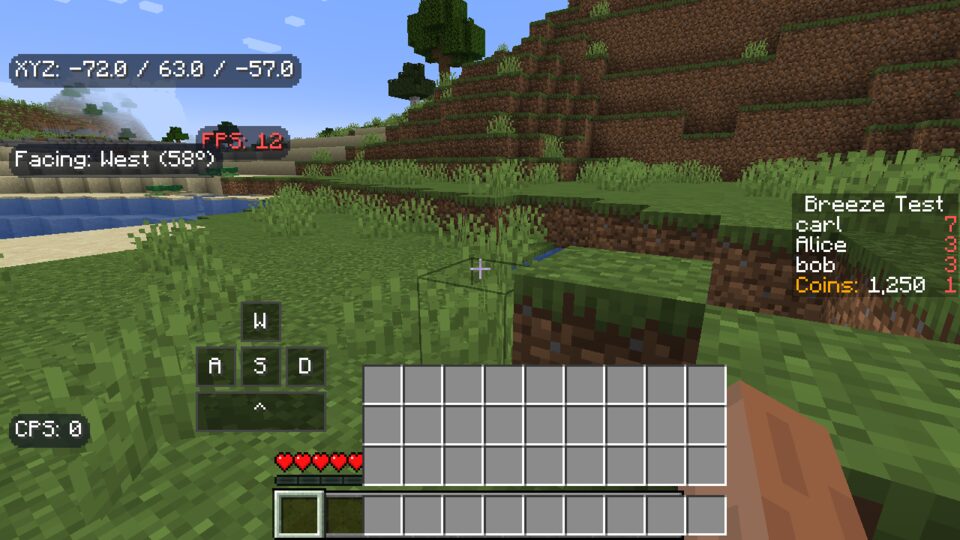 XYZ: -72.0 / 63.0 / -57.0
FPS: 12
Facing: West (58°)
Breeze Test
carl 7
Alice 3
bob 3
Coins: 1,250 1
W
A S D
^
CPS: 0